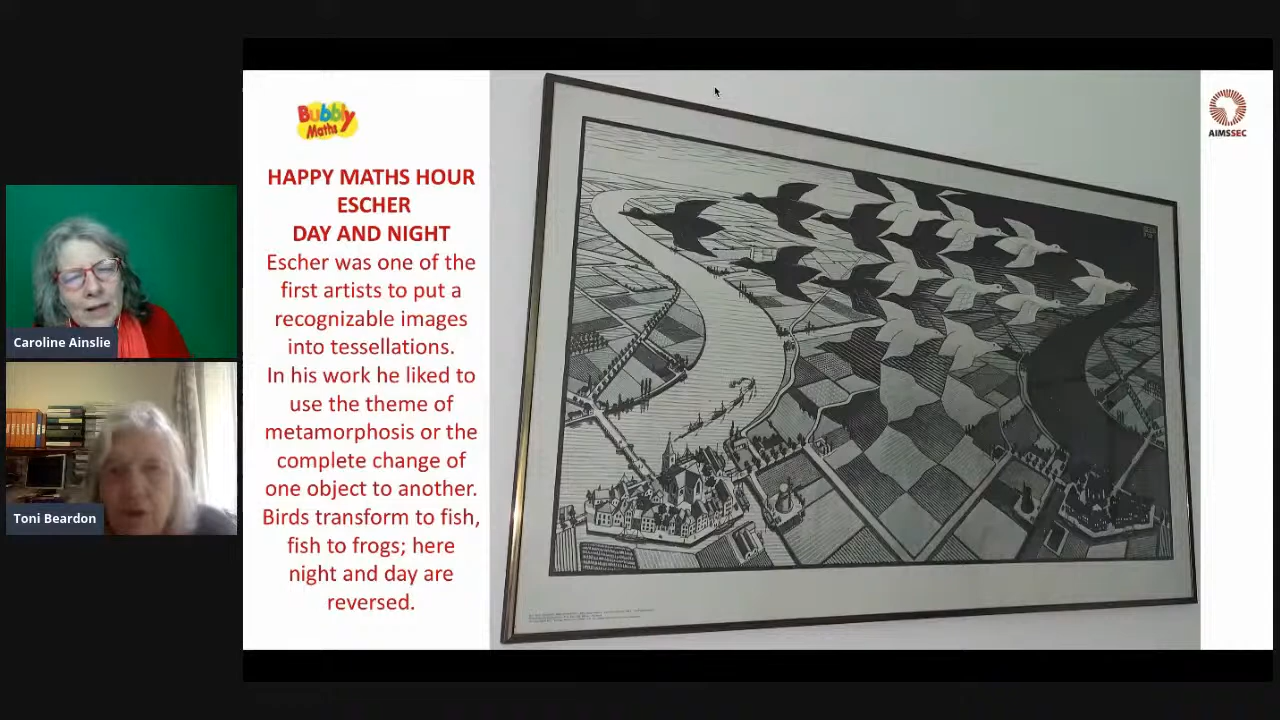 Bubbly
Maths
HAPPY MATHS HOUR
ESCHER
DAY AND NIGHT
Escher was one of the
first artists to put a
recognizable images
into tessellations.
In his work he liked to
use the theme of
metamorphosis or the
complete change of
one object to another.
Birds transform to fish,
fish to frogs; here
night and day are
reversed.
AIMSSEC
Caroline Ainslie
Toni Beardon